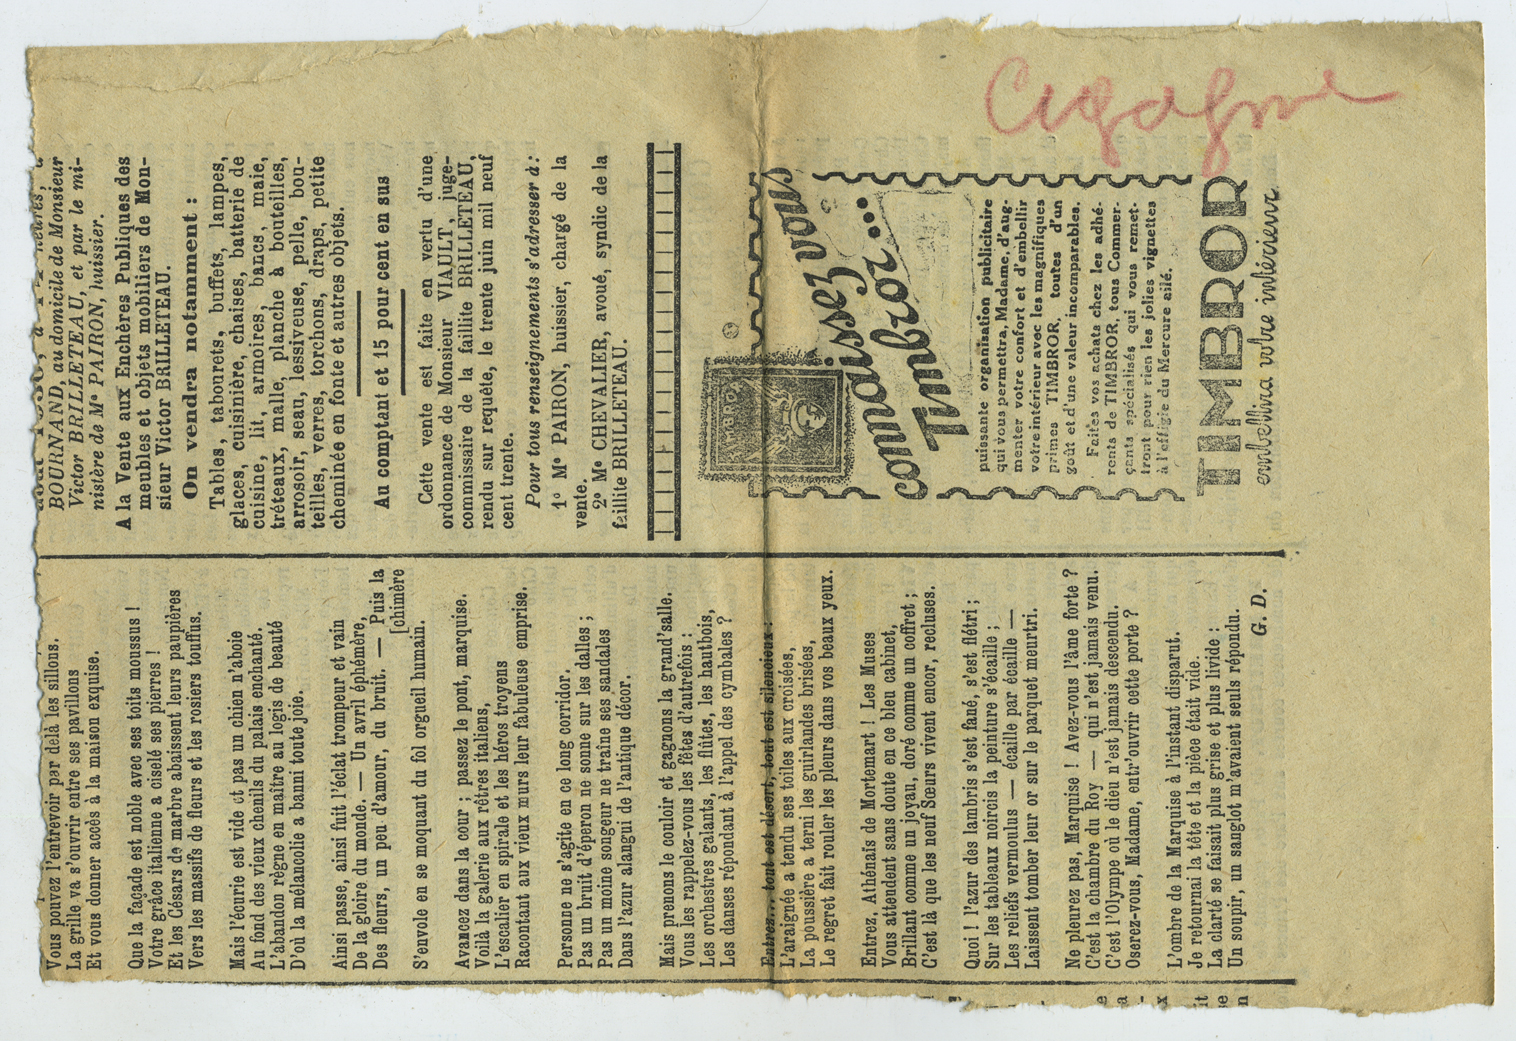 Vous pouvez l'entrevoir par delà les sillons.
La grille va s'ouvrir entre ses pavillons
Et vous donner accès à la maison exquise.
Que la façade est noble avec ses toits moussus !
Votre grâce italienne a ciselé ses pierres !
Et les Césars de marbre abaissent leurs paupières
Vers les massifs de fleurs et les rosiers touffus.
Mais l'écurie est vide et pas un chien n'aboie
Au fond des vieux chenils du palais enchanté.
L'abandon règne en maître au logis de beauté
D'où la mélancolie a banni toute joie.
Ainsi passe, ainsi fuit l'éclat trompeur et vain
De la gloire du monde. — Un avril éphémère,
Des fleurs, un peu d'amour, du bruit. — Puis la
[chimère
S'envole en se moquant du fol orgueil humain.
Avancez dans la cour ; passez le pont, marquise.
Voilà la galerie aux rêtres italiens,
L'escalier en spirale et les héros troyens
Racontant aux vieux murs leur fabuleuse emprise.
Personne ne s'agite en ce long corridor.
Pas un bruit d'éperon ne sonne sur les dalles ;
Pas un moine songeur ne traîne ses sandales
Dans l'azur alangui de l'antique décor.
Mais prenons le couloir et gagnons la grand'salle.
Vous les rappelez-vous les fêtes d'autrefois :
Les orchestres galants, les flûtes, les hautbois,
Les danses répondant à l'appel des cymbales ?
Entrez... tout est désert, tout est silencieux :
L'araignée a tendu ses toiles aux croisées,
La poussière a terni les guirlandes brisées,
Le regret fait rouler les pleurs dans vos beaux yeux.
Entrez, Athénais de Mortemart ! Les Muses
Vous attendent sans doute en ce bleu cabinet,
Brillant comme un joyau, doré comme un coffret ;
C'est là que les neuf Sœurs vivent encor, recluses.
Quoi ! l'azur des lambris s'est fané, s'est flétri ;
Sur les tableaux noircis la peinture s'écaille ;
Les reliefs vermoulus — écaille par écaille —
Laissent tomber leur or sur le parquet meurtri.
Ne pleurez pas, Marquise ! Avez-vous l'âme forte ?
C'est la chambre du Roy — qui n'est jamais venu.
C'est l'Olympe où le dieu n'est jamais descendu.
Oserez-vous, Madame, entr'ouvrir cette porte ?
L'ombre de la Marquise à l'instant disparut.
Je retournai la tête et la pièce était vide.
La clarté se faisait plus grise et plus livide :
Un soupir, un sanglot m'avaient seuls répondu.
G. D.
BOURNAND, au domicile de Monsieur
Victor BRILLETEAU, et par le mi-
nistère de Me PAIRON, huissier.
A la Vente aux Enchères Publiques des
meubles et objets mobiliers de Mon-
sieur Victor BRILLETEAU.
On vendra notamment :
Tables, tabourets, buffets, lampes,
glaces, cuisinière, chaises, batterie de
cuisine, lit, armoires, bancs, maie,
tréteaux, malle, planche à bouteilles,
arrosoir, seau, lessiveuse, pelle, bou-
teilles, verres, torchons, draps, petite
cheminée en fonte et autres objets.
Au comptant et 15 pour cent en sus
Cette vente est faite en vertu d'une
ordonnance de Monsieur VIAULT, juge-
commissaire de la faillite BRILLETEAU,
rendu sur requête, le trente juin mil neuf
cent trente.
Pour tous renseignements s'adresser à :
1° Me PAIRON, huissier, chargé de la
vente.
2° Me CHEVALIER, avoué, syndic de la
faillite BRILLETEAU.
TIMBROR
connaissez vous
Timbror...
puissante organisation publicitaire
qui vous permettra, Madame, d'aug-
menter votre confort et d'embellir
votre intérieur avec les magnifiques
primes TIMBROR, toutes d'un
goût et d'une valeur incomparables.
Faites vos achats chez les adhé-
rents de TIMBROR, tous Commer-
çants spécialisés qui vous remet-
tront pour rien les jolies vignettes
à l'effigie du Mercure ailé.
TIMBROR
embellira votre intérieur